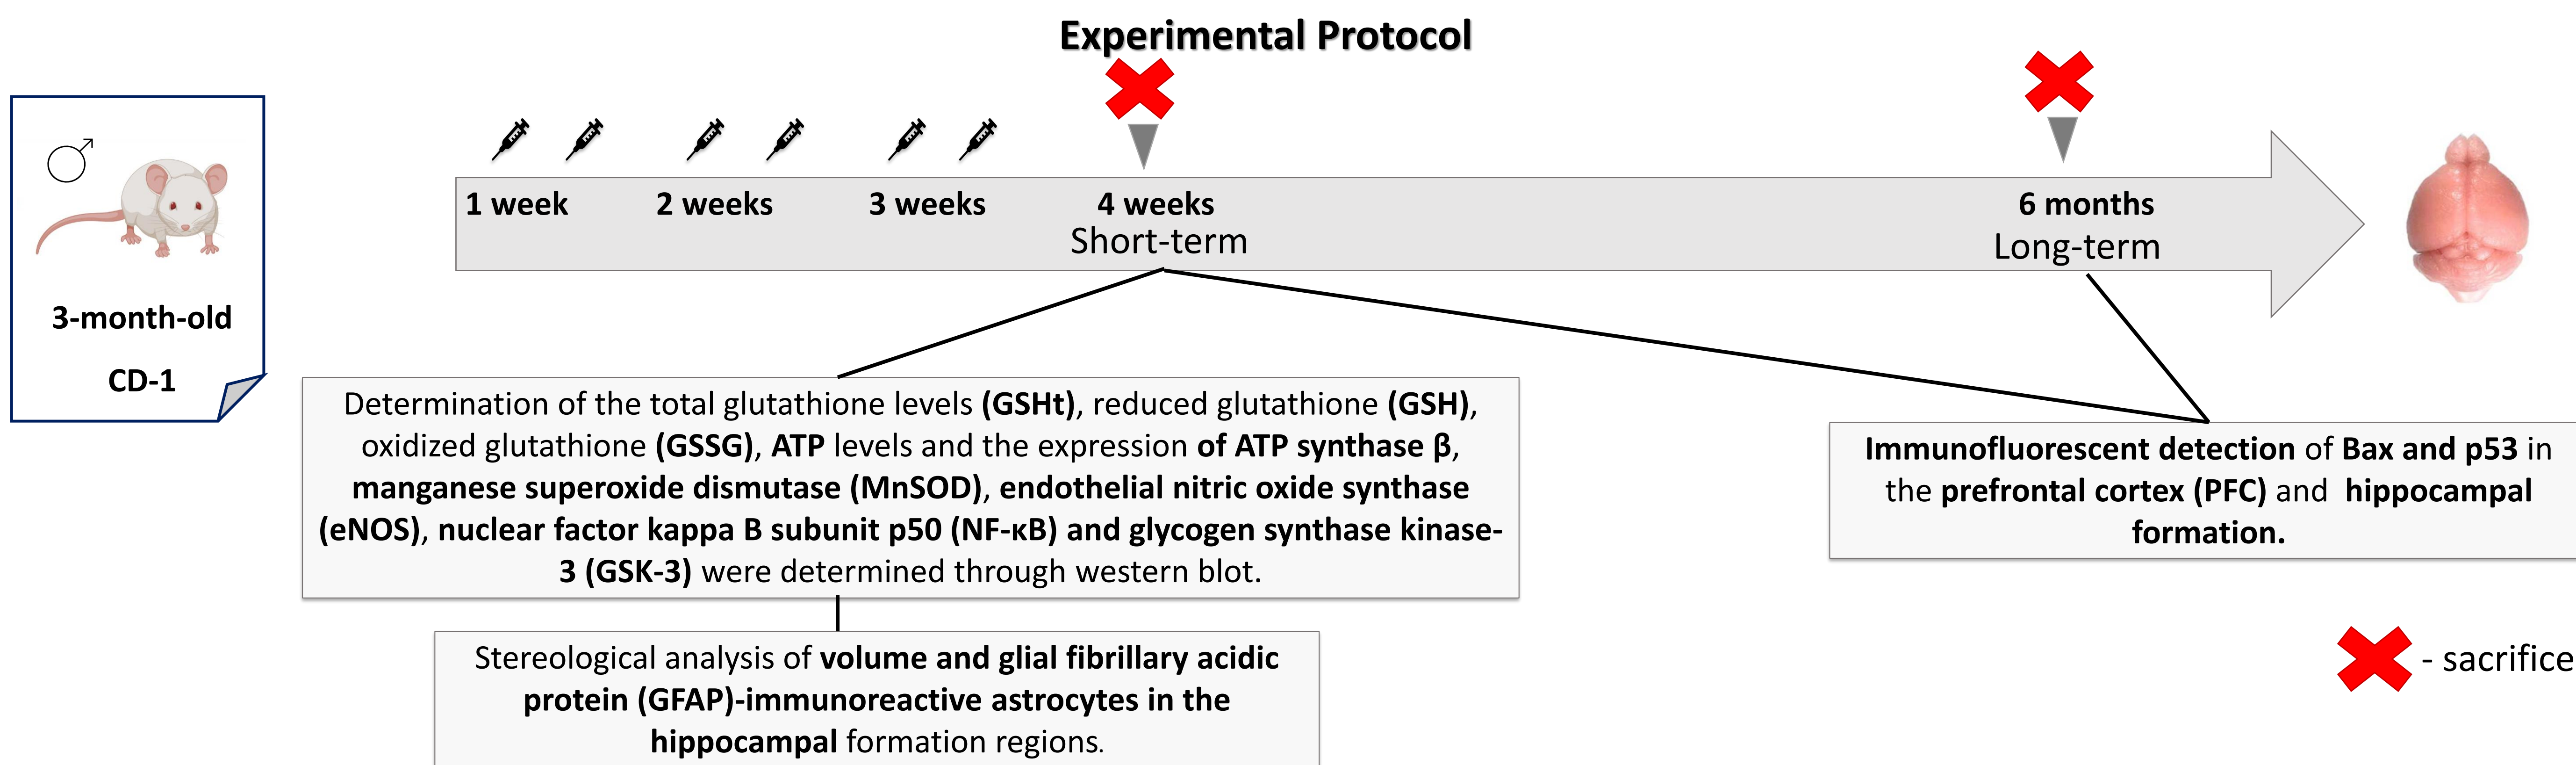 Experimental Protocol
3-month-old
CD-1
1 week
2 weeks
3 weeks
4 weeks
Short-term
6 months
Long-term
Determination of the total glutathione levels (GSHt), reduced glutathione (GSH),
oxidized glutathione (GSSG), ATP levels and the expression of ATP synthase β,
manganese superoxide dismutase (MnSOD), endothelial nitric oxide synthase
(eNOS), nuclear factor kappa B subunit p50 (NF-κB) and glycogen synthase kinase-
3 (GSK-3) were determined through western blot.
Stereological analysis of volume and glial fibrillary acidic
protein (GFAP)-immunoreactive astrocytes in the
hippocampal formation regions.
Immunofluorescent detection of Bax and p53 in
the prefrontal cortex (PFC) and hippocampal
formation.
- sacrifice